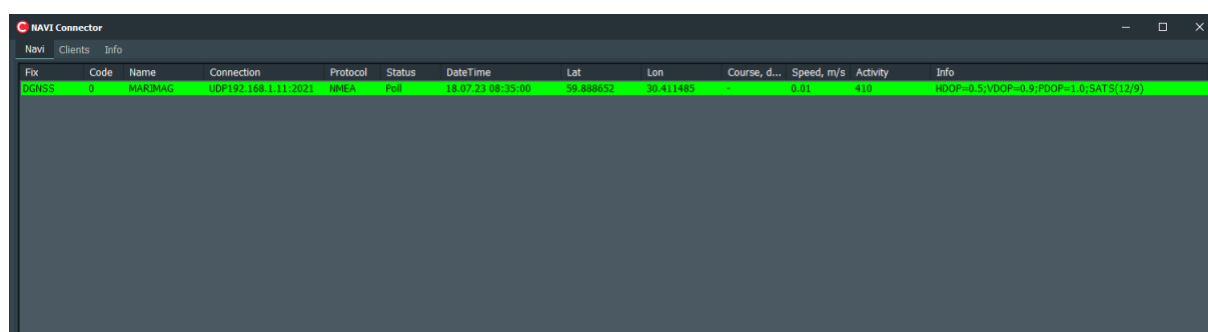 NAVI Connector
Navi Clients Info
Fix Code Name Connection Protocol Status DateTime Lat Lon Course, d... Speed, m/s Activity Info
DGNSS 0 MARIMAG UDP192.168.1.11:2021 NMEA Poll 18.07.23 08:35:00 59.888652 30.411485 - 0.01 410 HDOP=0.5;VDOP=0.9;PDOP=1.0;SATS(12/9)